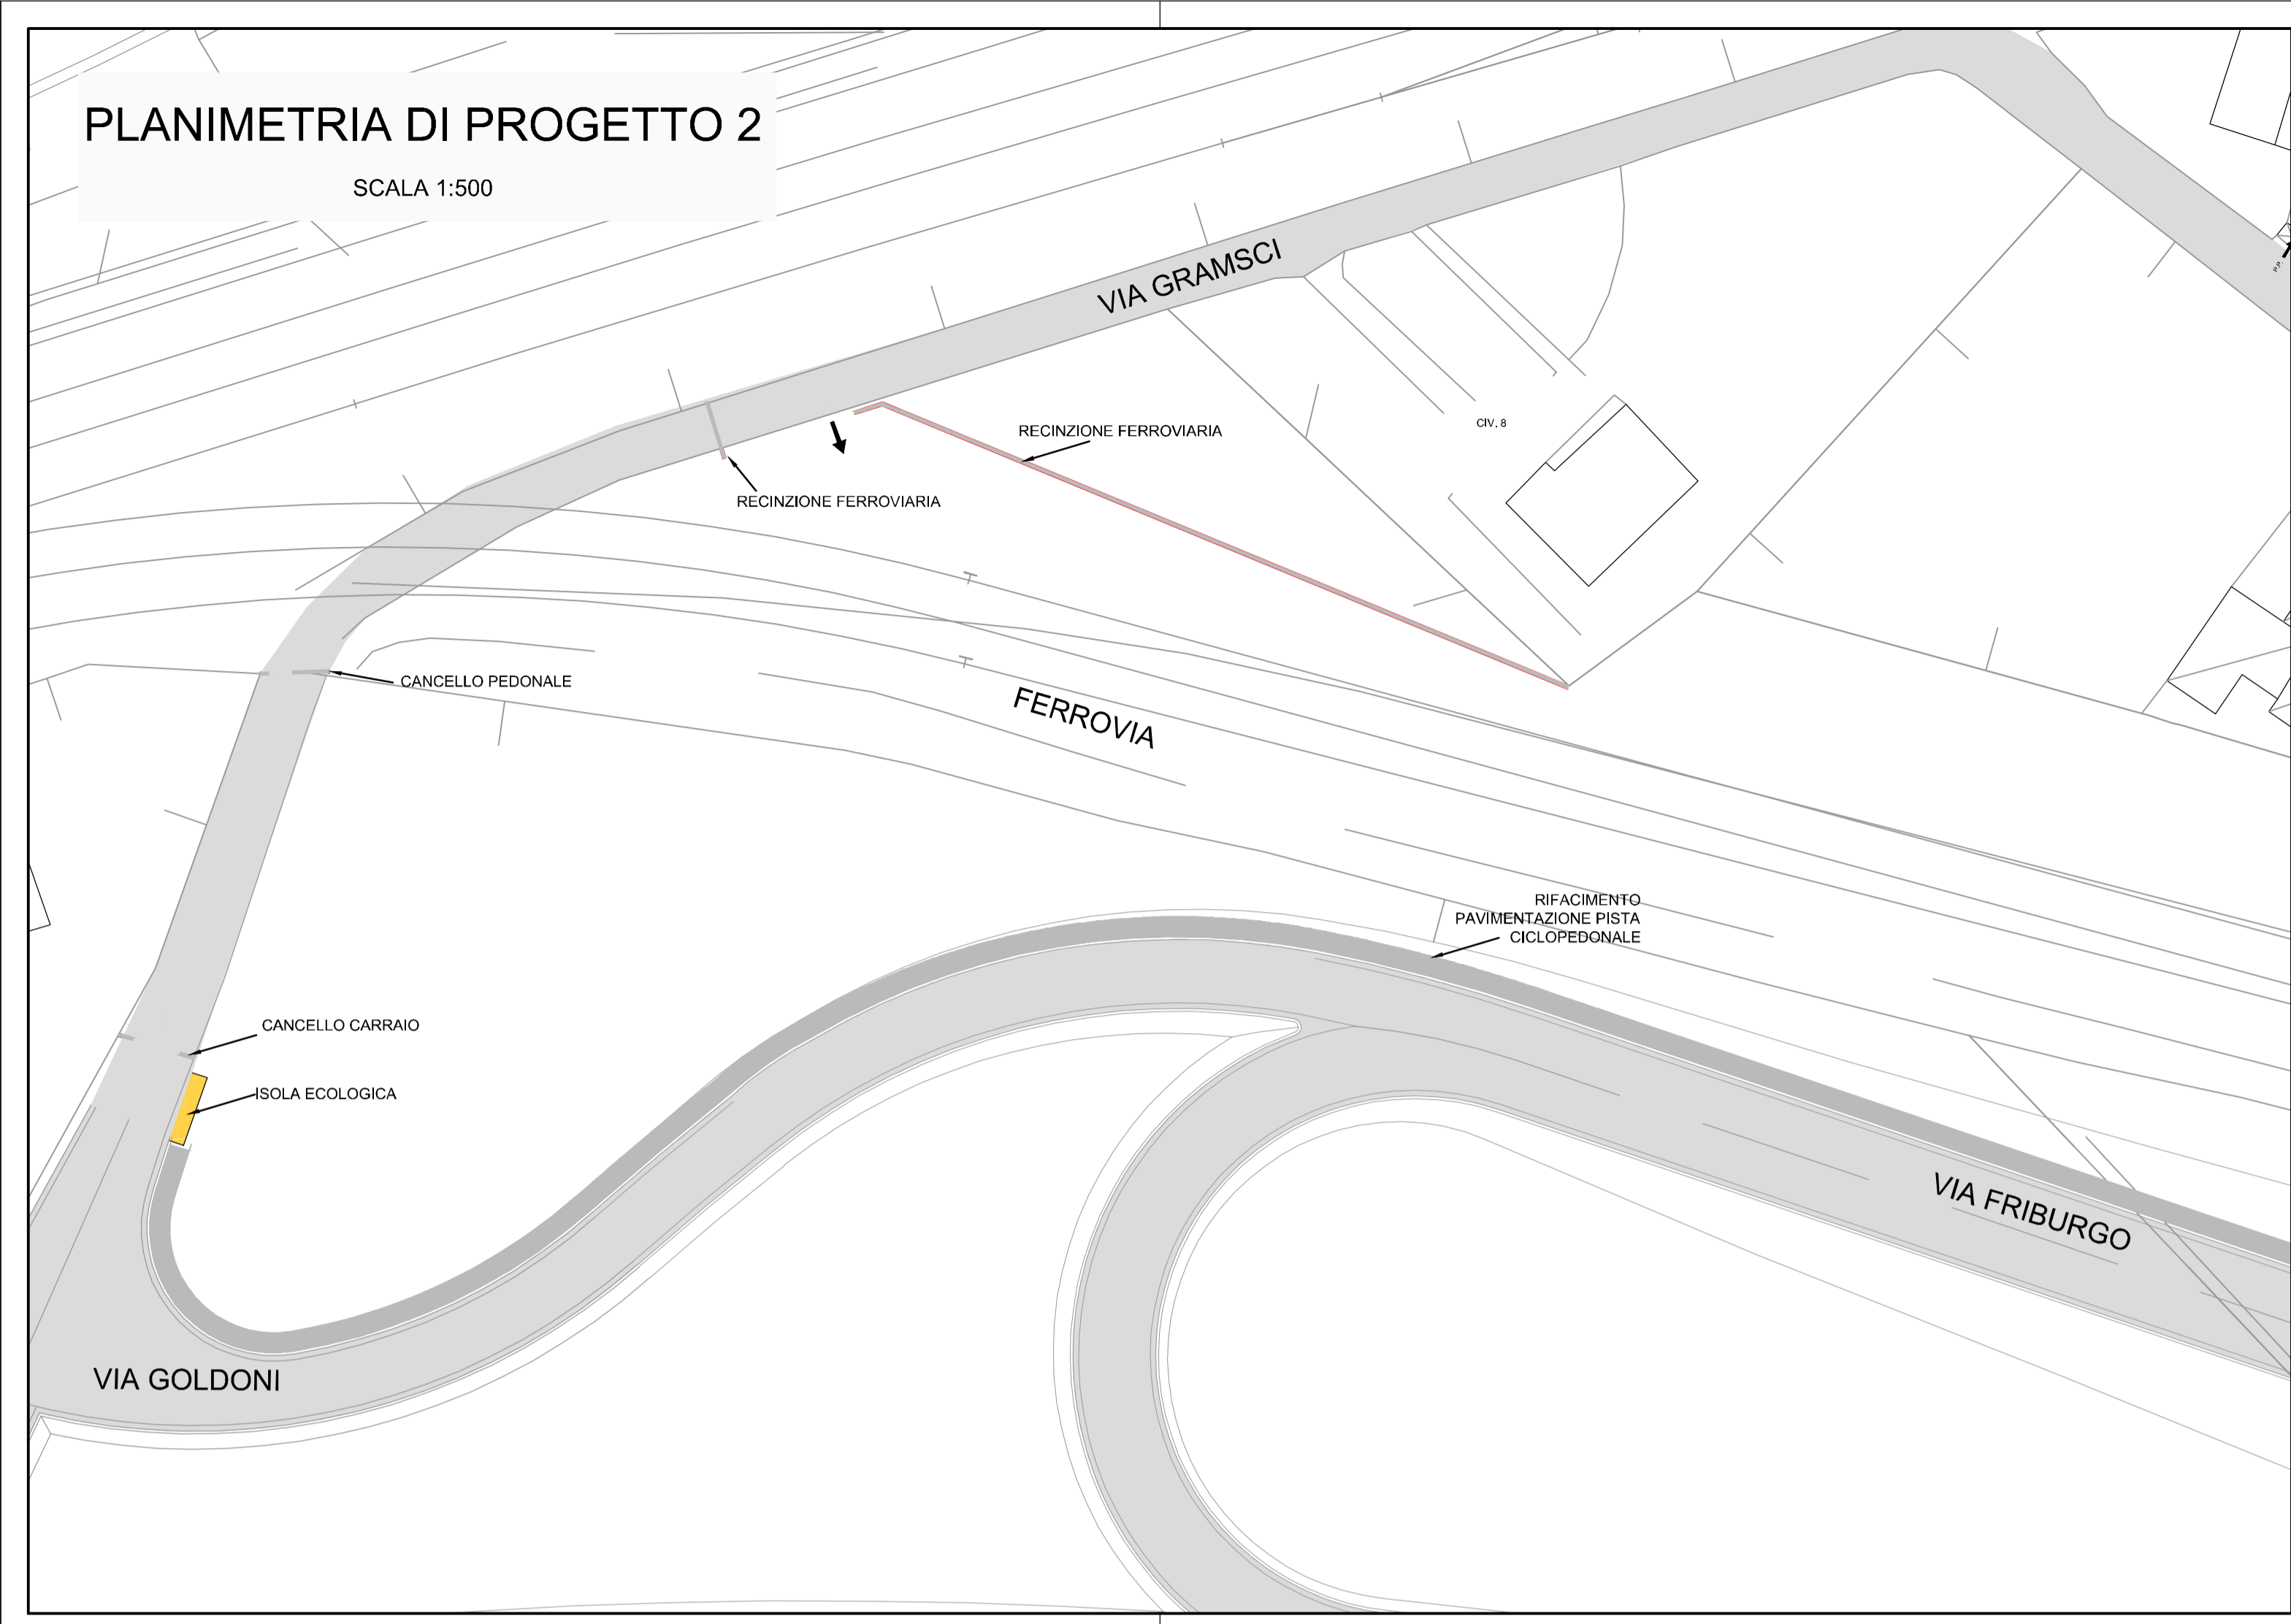 PLANIMETRIA DI PROGETTO 2
SCALA 1:500
VIA GRAMSCI
P.P.
CIV. 8
RECINZIONE FERROVIARIA
RECINZIONE FERROVIARIA
CANCELLO PEDONALE
FERROVIA
RIFACIMENTO
PAVIMENTAZIONE PISTA
CICLOPEDONALE
CANCELLO CARRAIO
ISOLA ECOLOGICA
VIA FRIBURGO
VIA GOLDONI